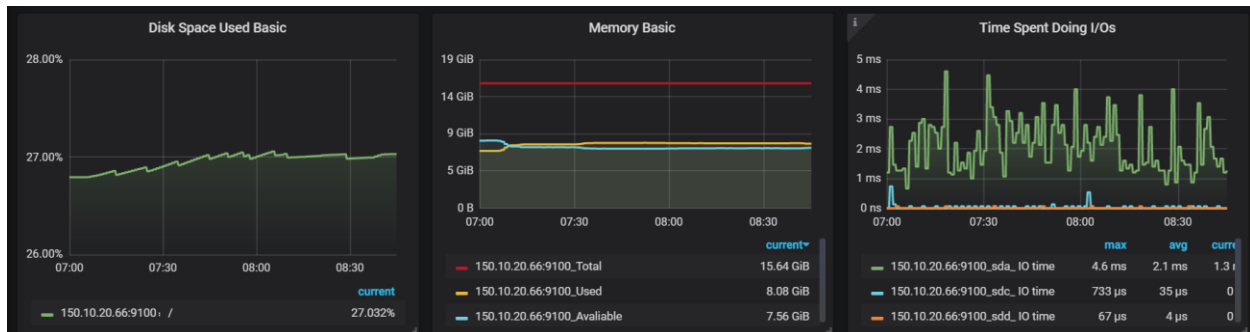 Disk Space Used Basic
28.00%
27.00%
26.00%
07:00 07:30 08:00 08:30
current
150.10.20.66:9100：/ 27.032%
Memory Basic
19 GiB
14 GiB
9 GiB
5 GiB
0 B
07:00 07:30 08:00 08:30
current
150.10.20.66:9100_Total 15.64 GiB
150.10.20.66:9100_Used 8.08 GiB
150.10.20.66:9100_Avaliable 7.56 GiB
i
Time Spent Doing I/Os
5 ms
4 ms
3 ms
2 ms
1 ms
0 ns
07:00 07:30 08:00 08:30
max avg curre
150.10.20.66:9100_sda_ IO time 4.6 ms 2.1 ms 1.3
150.10.20.66:9100_sdc_ IO time 733 μs 35 μs 0
150.10.20.66:9100_sdd_ IO time 67 μs 4 μs 0